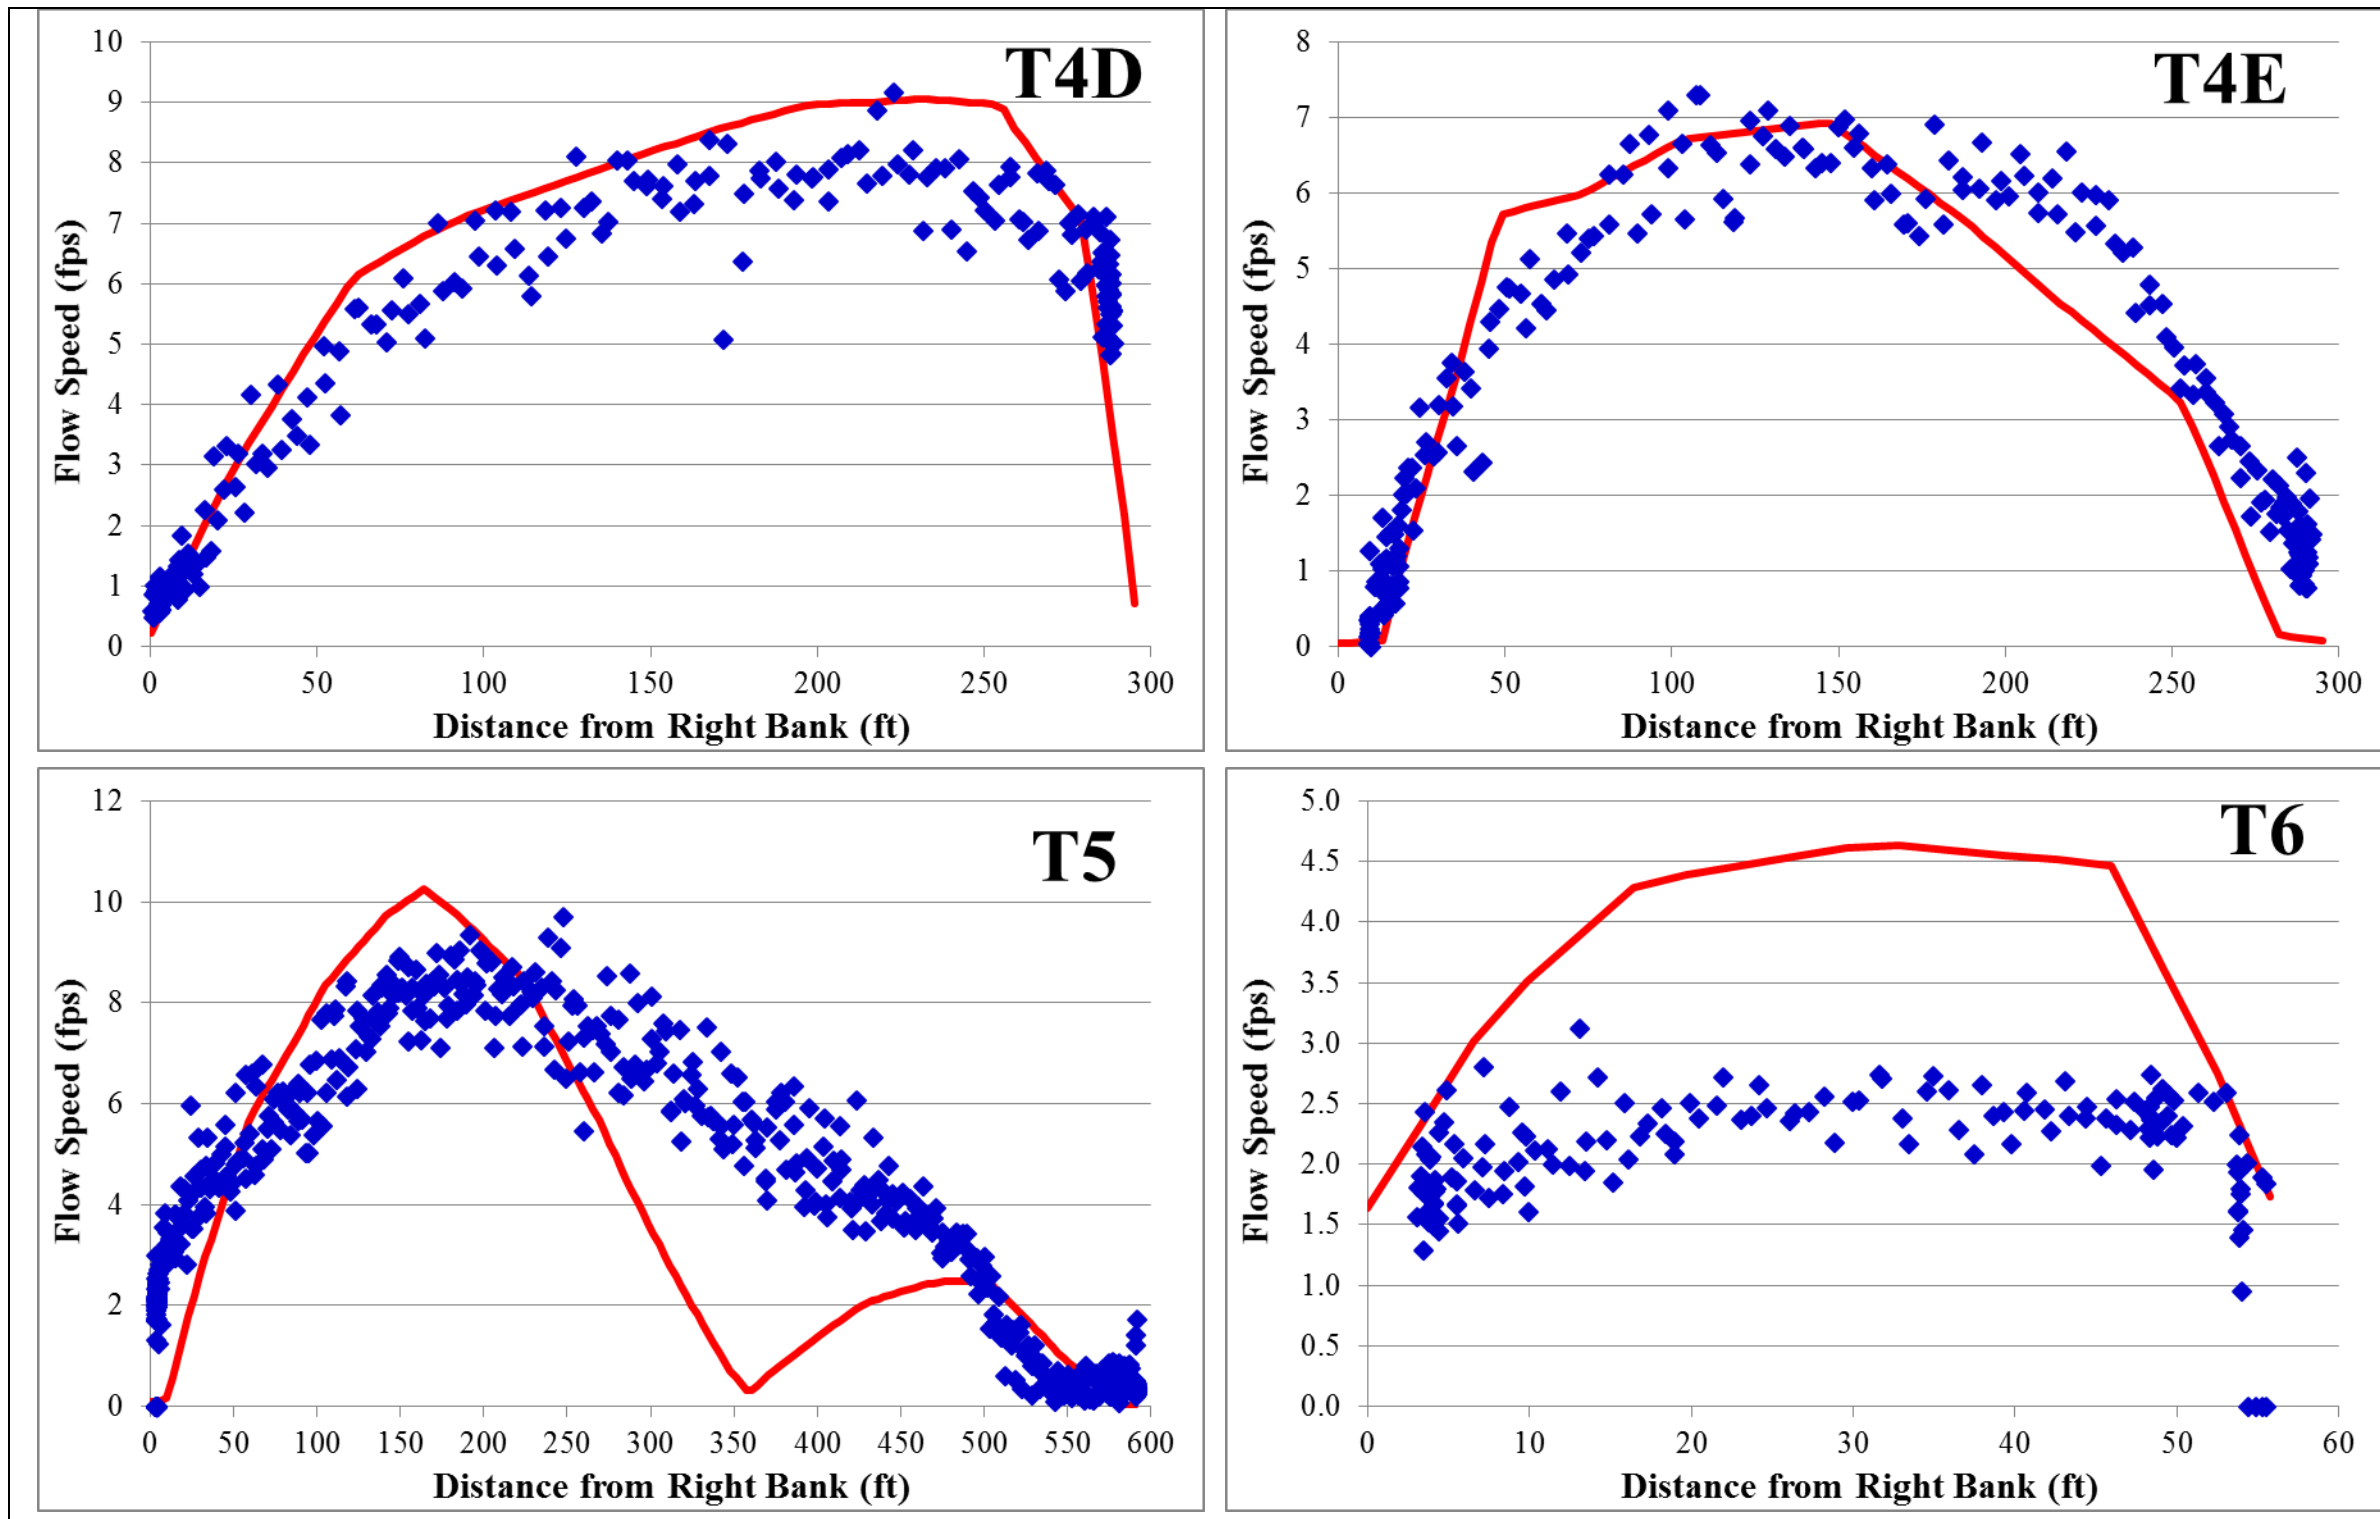 T4D
10
9
8
7
6
5
4
3
2
1
0
Flow Speed (fps)
0 50 100 150 200 250 300
Distance from Right Bank (ft)
T4E
8
7
6
5
4
3
2
1
0
Flow Speed (fps)
0 50 100 150 200 250 300
Distance from Right Bank (ft)
T5
12
10
8
6
4
2
0
Flow Speed (fps)
0 50 100 150 200 250 300 350 400 450 500 550 600
Distance from Right Bank (ft)
T6
5.0
4.5
4.0
3.5
3.0
2.5
2.0
1.5
1.0
0.5
0.0
Flow Speed (fps)
0 10 20 30 40 50 60
Distance from Right Bank (ft)